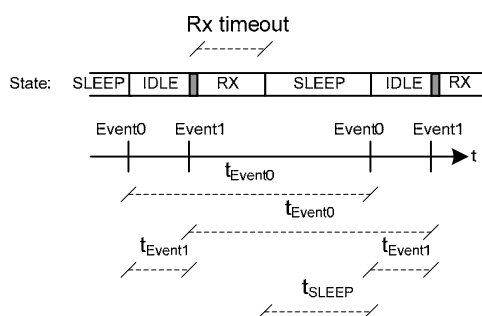 Rx timeout
State: SLEEP IDLE RX SLEEP IDLE RX
Event0 Event1 Event0 Event1
t
tEvent0
tEvent0
tEvent1 tEvent1
tSLEEP